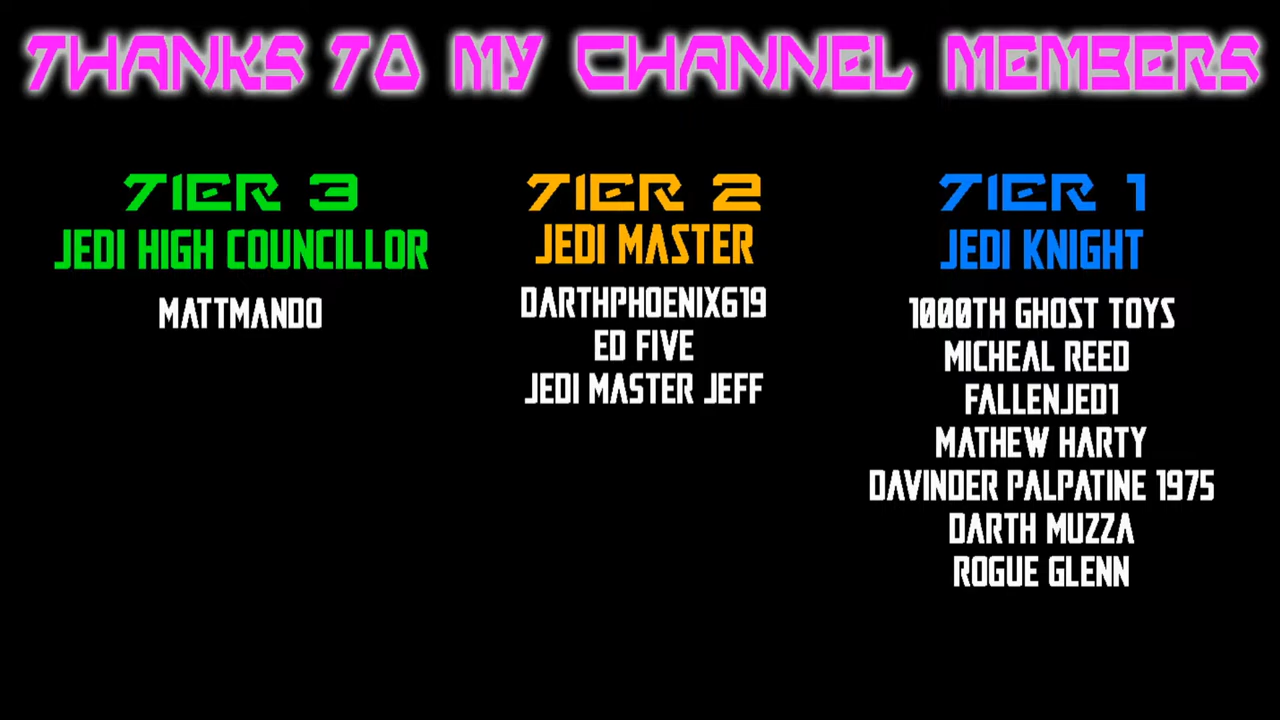 THANKS TO MY CHANNEL MEMBERS
TIER 3
JEDI HIGH COUNCILLOR
MATTMANDO
TIER 2
JEDI MASTER
DARTHPHOENIX619
ED FIVE
JEDI MASTER JEFF
TIER 1
JEDI KNIGHT
1000TH GHOST TOYS
MICHEAL REED
FALLENJED1
MATHEW HARTY
DAVINDER PALPATINE 1975
DARTH MUZZA
ROGUE GLENN